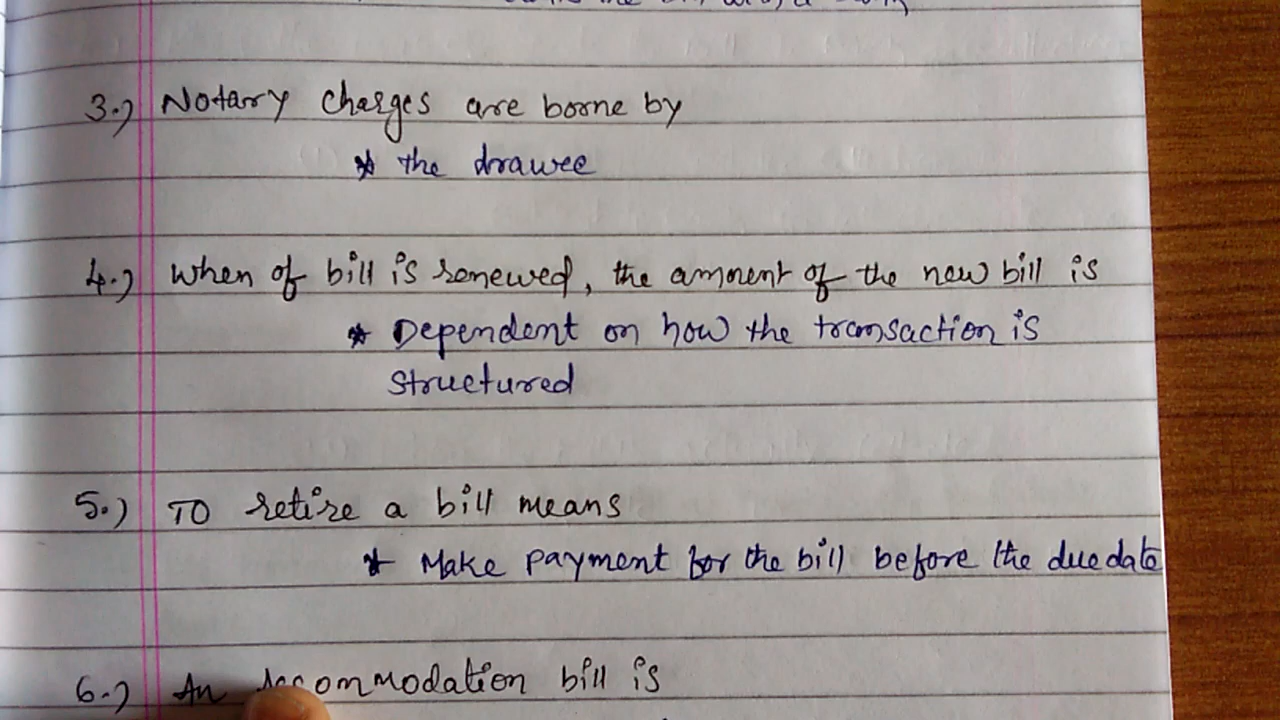 3.) Notary charges are borne by
* the drawee
4.) When of bill is renewed, the amount of the new bill is
* Dependent on how the transaction is
structured
5.) TO retire a bill means
* Make payment for the bill before the due date
6.) An Accommodation bill is